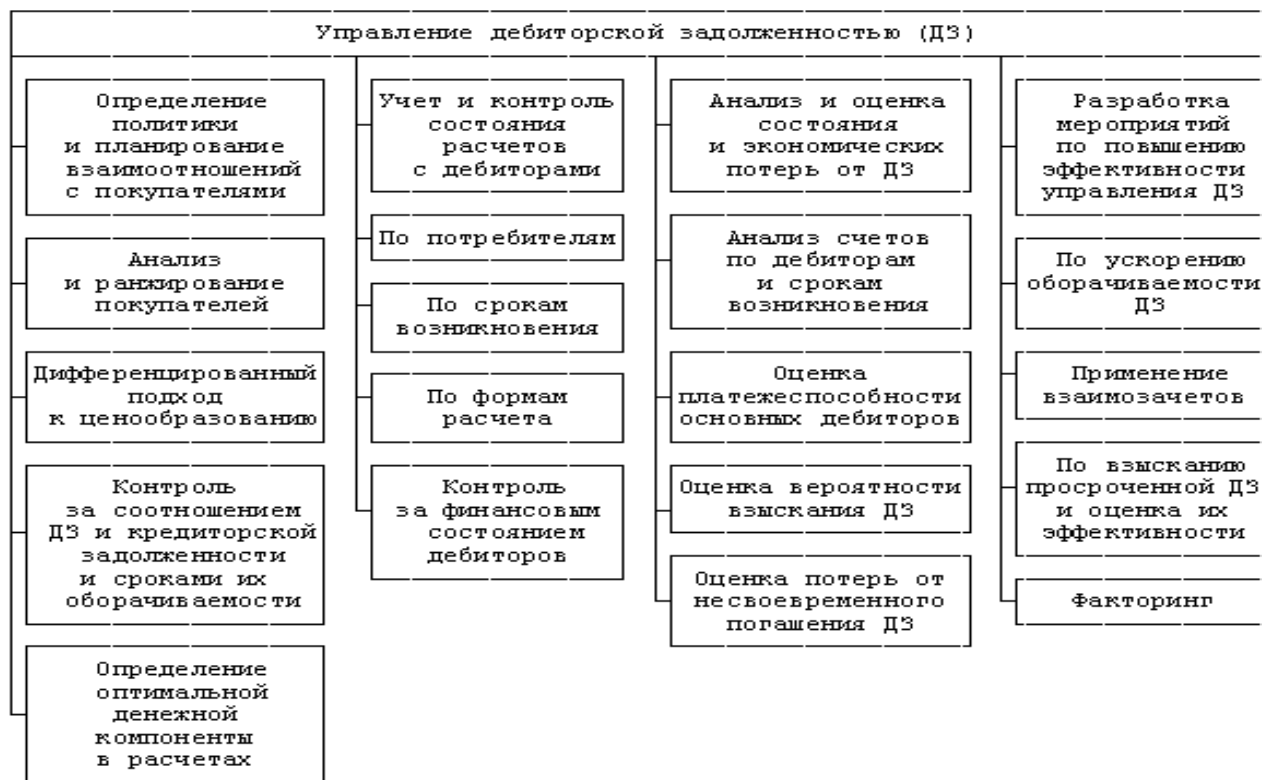 Управление дебиторской задолженностью (ДЗ)
Определение
политики
и планирование
взаимоотношений
с покупателями
Анализ
и ранжирование
покупателей
Дифференцированный
подход
к ценообразованию
Контроль
за соотношением
ДЗ и кредиторской
задолженности
и сроками их
оборачиваемости
Определение
оптимальной
денежной
компоненты
в расчетах
Учет и контроль
состояния
расчетов
с дебиторами
По потребителям
По срокам
возникновения
По формам
расчета
Контроль
за финансовым
состоянием
дебиторов
Анализ и оценка
состояния
и экономических
потерь от ДЗ
Анализ счетов
по дебиторам
и срокам
возникновения
Оценка
платежеспособности
основных дебиторов
Оценка вероятности
взыскания ДЗ
Оценка потерь от
несвоевременного
погашения ДЗ
Разработка
мероприятий
по повышению
эффективности
управления ДЗ
По ускорению
оборачиваемости
ДЗ
Применение
взаимозачетов
По взысканию
просроченной ДЗ
и оценка их
эффективности
Факторинг